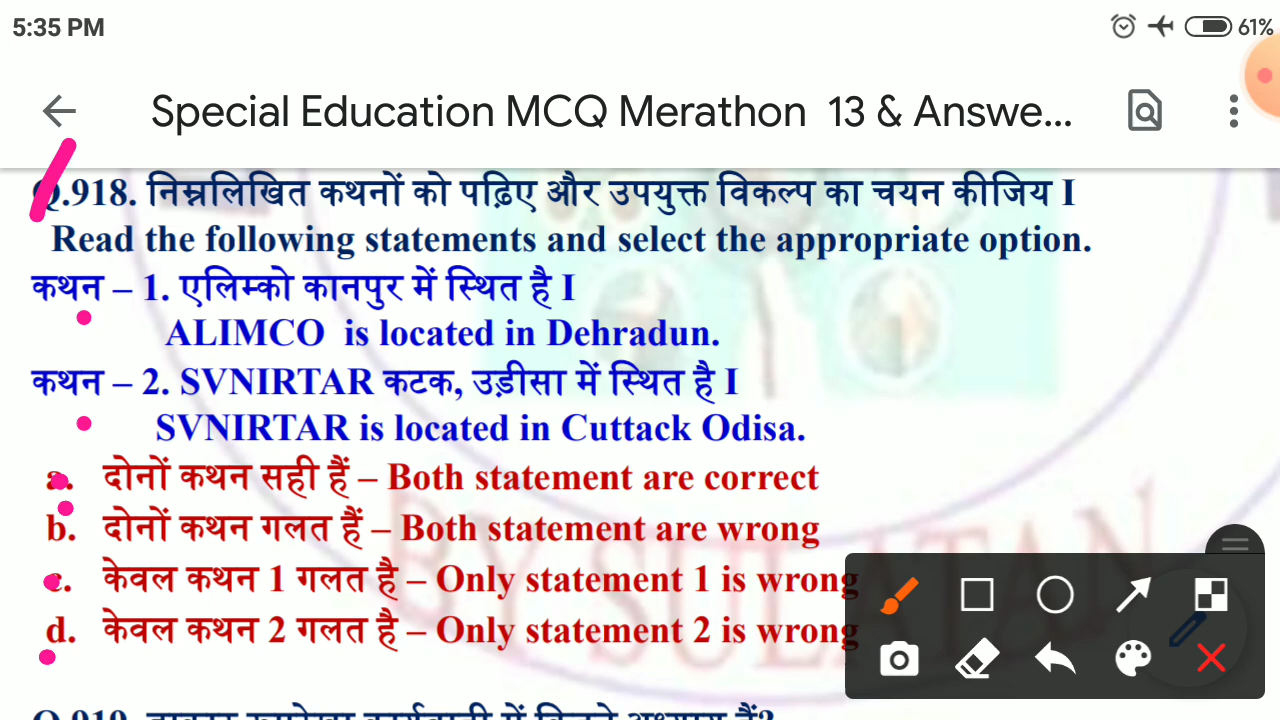 5:35 PM
61%
Special Education MCQ Merathon 13 & Answe...
Q.918. निम्नलिखित कथनों को पढ़िए और उपयुक्त विकल्प का चयन कीजिय I
Read the following statements and select the appropriate option.
कथन – 1. एलिम्को कानपुर में स्थित है I
ALIMCO is located in Dehradun.
कथन – 2. SVNIRTAR कटक, उड़ीसा में स्थित है I
SVNIRTAR is located in Cuttack Odisa.
a. दोनों कथन सही हैं – Both statement are correct
b. दोनों कथन गलत हैं – Both statement are wrong
c. केवल कथन 1 गलत है – Only statement 1 is wrong
d. केवल कथन 2 गलत है – Only statement 2 is wrong
BY SULATAN
Q.919.